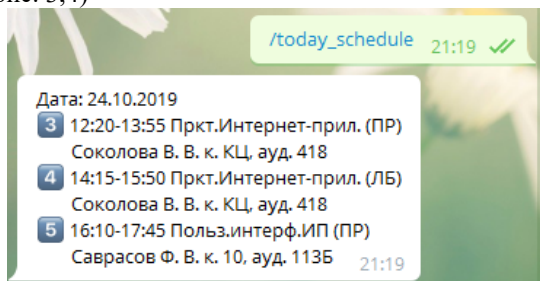 /today_schedule 21:19
Дата: 24.10.2019
3 12:20-13:55 Пркт.Интернет-прил. (ПР)
Соколова В. В. к. КЦ, ауд. 418
4 14:15-15:50 Пркт.Интернет-прил. (ЛБ)
Соколова В. В. к. КЦ, ауд. 418
5 16:10-17:45 Польз.интерф.ИП (ПР)
Саврасов Ф. В. к. 10, ауд. 113Б 21:19